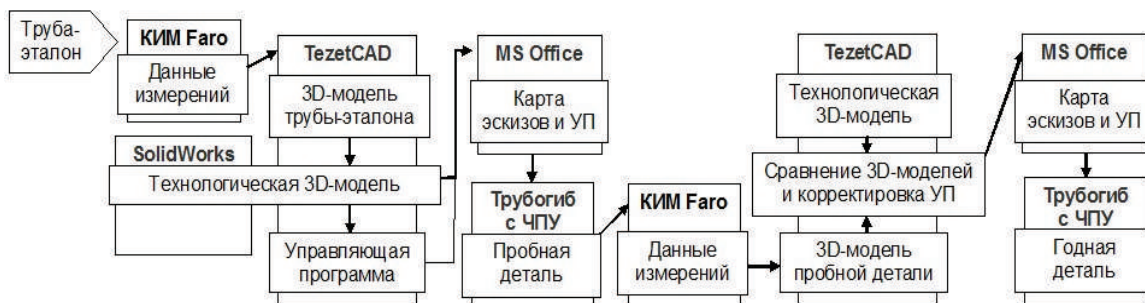 Труба-
эталон
КИМ Faro
Данные
измерений
TezetCAD
3D-модель
трубы-эталона
SolidWorks
Технологическая 3D-модель
Управляющая
программа
MS Office
Карта
эскизов и УП
Трубогиб
с ЧПУ
Пробная
деталь
КИМ Faro
Данные
измерений
TezetCAD
Технологическая
3D-модель
Сравнение 3D-моделей
и корректировка УП
3D-модель
пробной детали
MS Office
Карта
эскизов и УП
Трубогиб
с ЧПУ
Годная
деталь